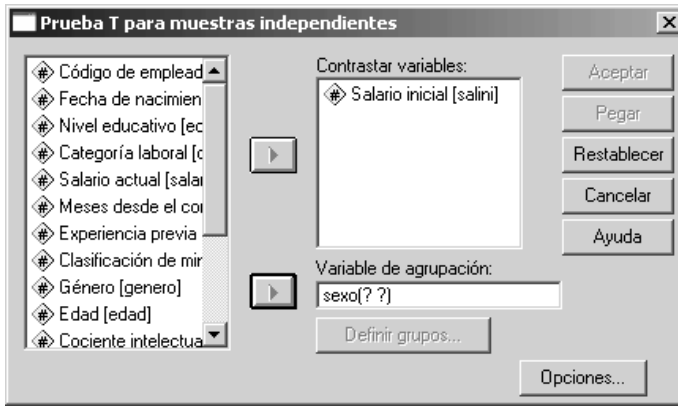 Prueba T para muestras independientes
Código de emplead
Fecha de nacimien
Nivel educativo [ec
Categoría laboral [c
Salario actual [salar
Meses desde el cor
Experiencia previa
Clasificación de mir
Género [genero]
Edad [edad]
Cociente intelectua
Contrastar variables:
Salario inicial [salini]
Variable de agrupación:
sexo(? ?)
Definir grupos...
Aceptar
Pegar
Restablecer
Cancelar
Ayuda
Opciones...